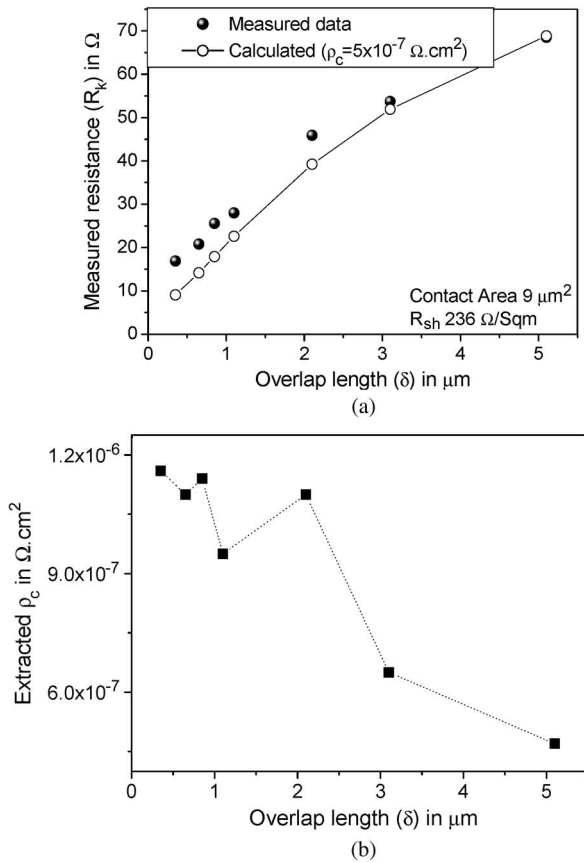 Measured data
Calculated (ρc=5x10-7 Ω.cm2)
Measured resistance (Rk) in Ω
70
60
50
40
30
20
10
0
Contact Area 9 μm2
Rsh 236 Ω/Sqm
0 1 2 3 4 5
Overlap length (δ) in μm
(a)
Extracted ρc in Ω.cm2
1.2x10-6
9.0x10-7
6.0x10-7
0 1 2 3 4 5
Overlap length (δ) in μm
(b)